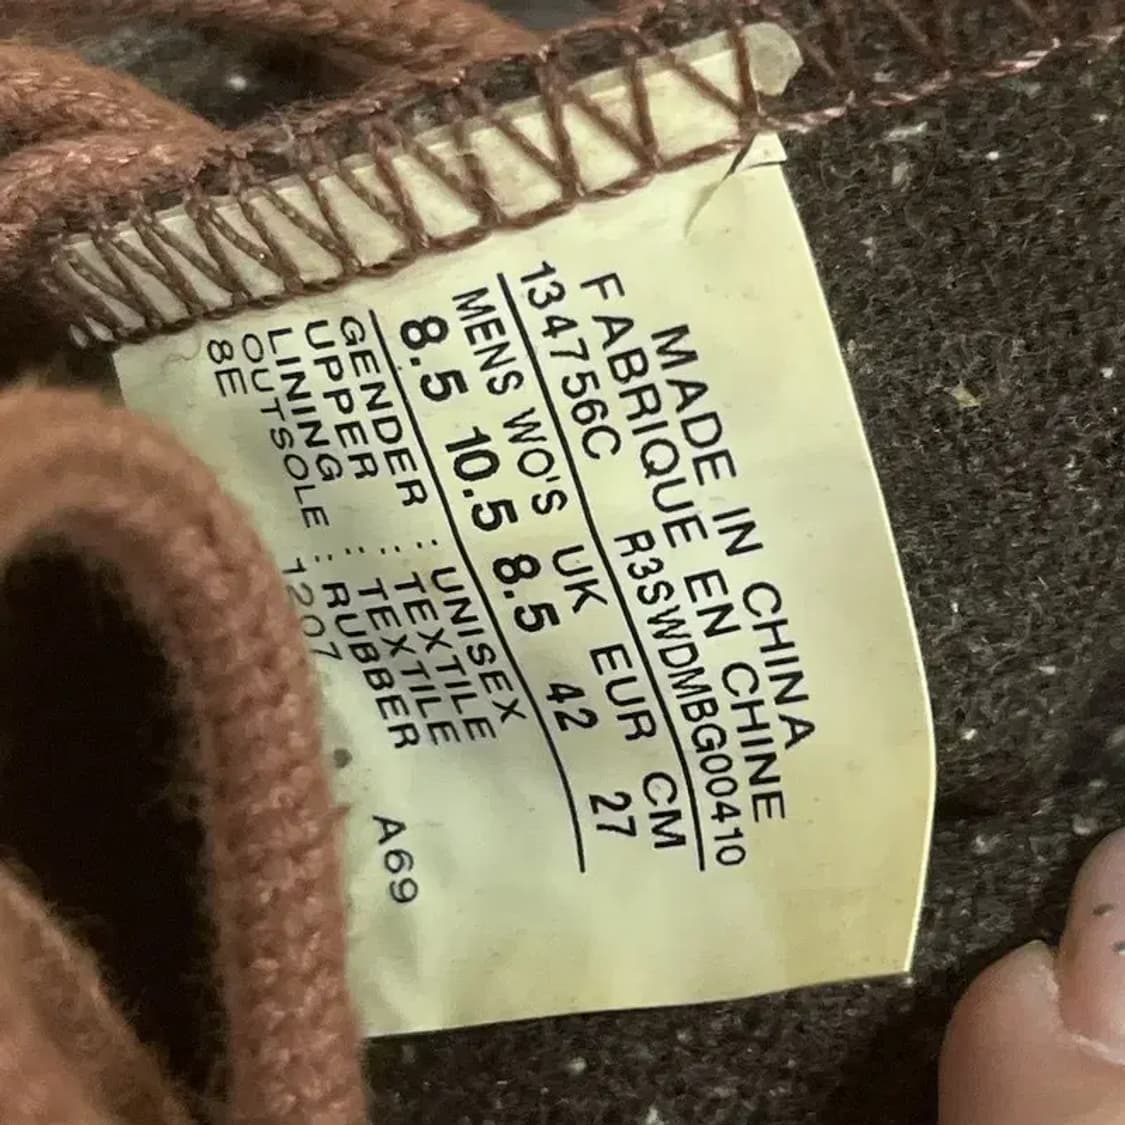 MADE IN CHINA
FABRIQUE EN CHINE
134756C R3SWDMBG00410
MENS WO'S UK EUR CM
8.5 10.5 8.5 42 27
GENDER : UNISEX
UPPER : TEXTILE
LINING : TEXTILE
OUTSOLE : RUBBER
8E 1207 A69